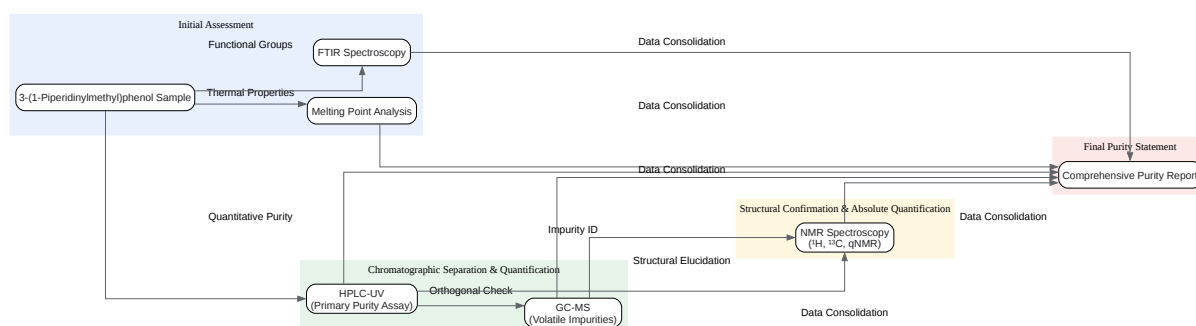 Initial Assessment
Functional Groups
FTIR Spectroscopy
Data Consolidation
3-(1-Piperidinylmethyl)phenol Sample
Thermal Properties
Melting Point Analysis
Data Consolidation
Final Purity Statement
Data Consolidation
Comprehensive Purity Report
Quantitative Purity
Structural Confirmation & Absolute Quantification
Data Consolidation
Impurity ID
NMR Spectroscopy
(¹H, ¹³C, qNMR)
Structural Elucidation
Chromatographic Separation & Quantification
HPLC-UV
(Primary Purity Assay)
Orthogonal Check
GC-MS
(Volatile Impurities)
Data Consolidation